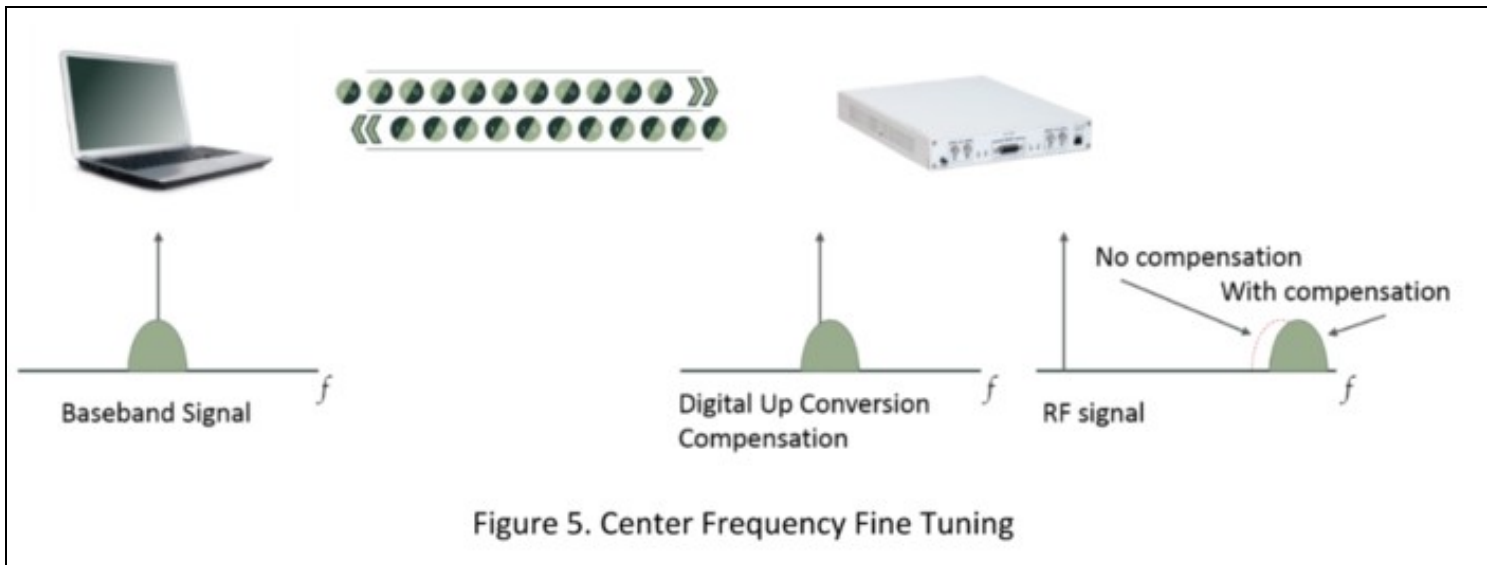 No compensation
With compensation
f
f
f
Baseband Signal
Digital Up Conversion
Compensation
RF signal
Figure 5. Center Frequency Fine Tuning